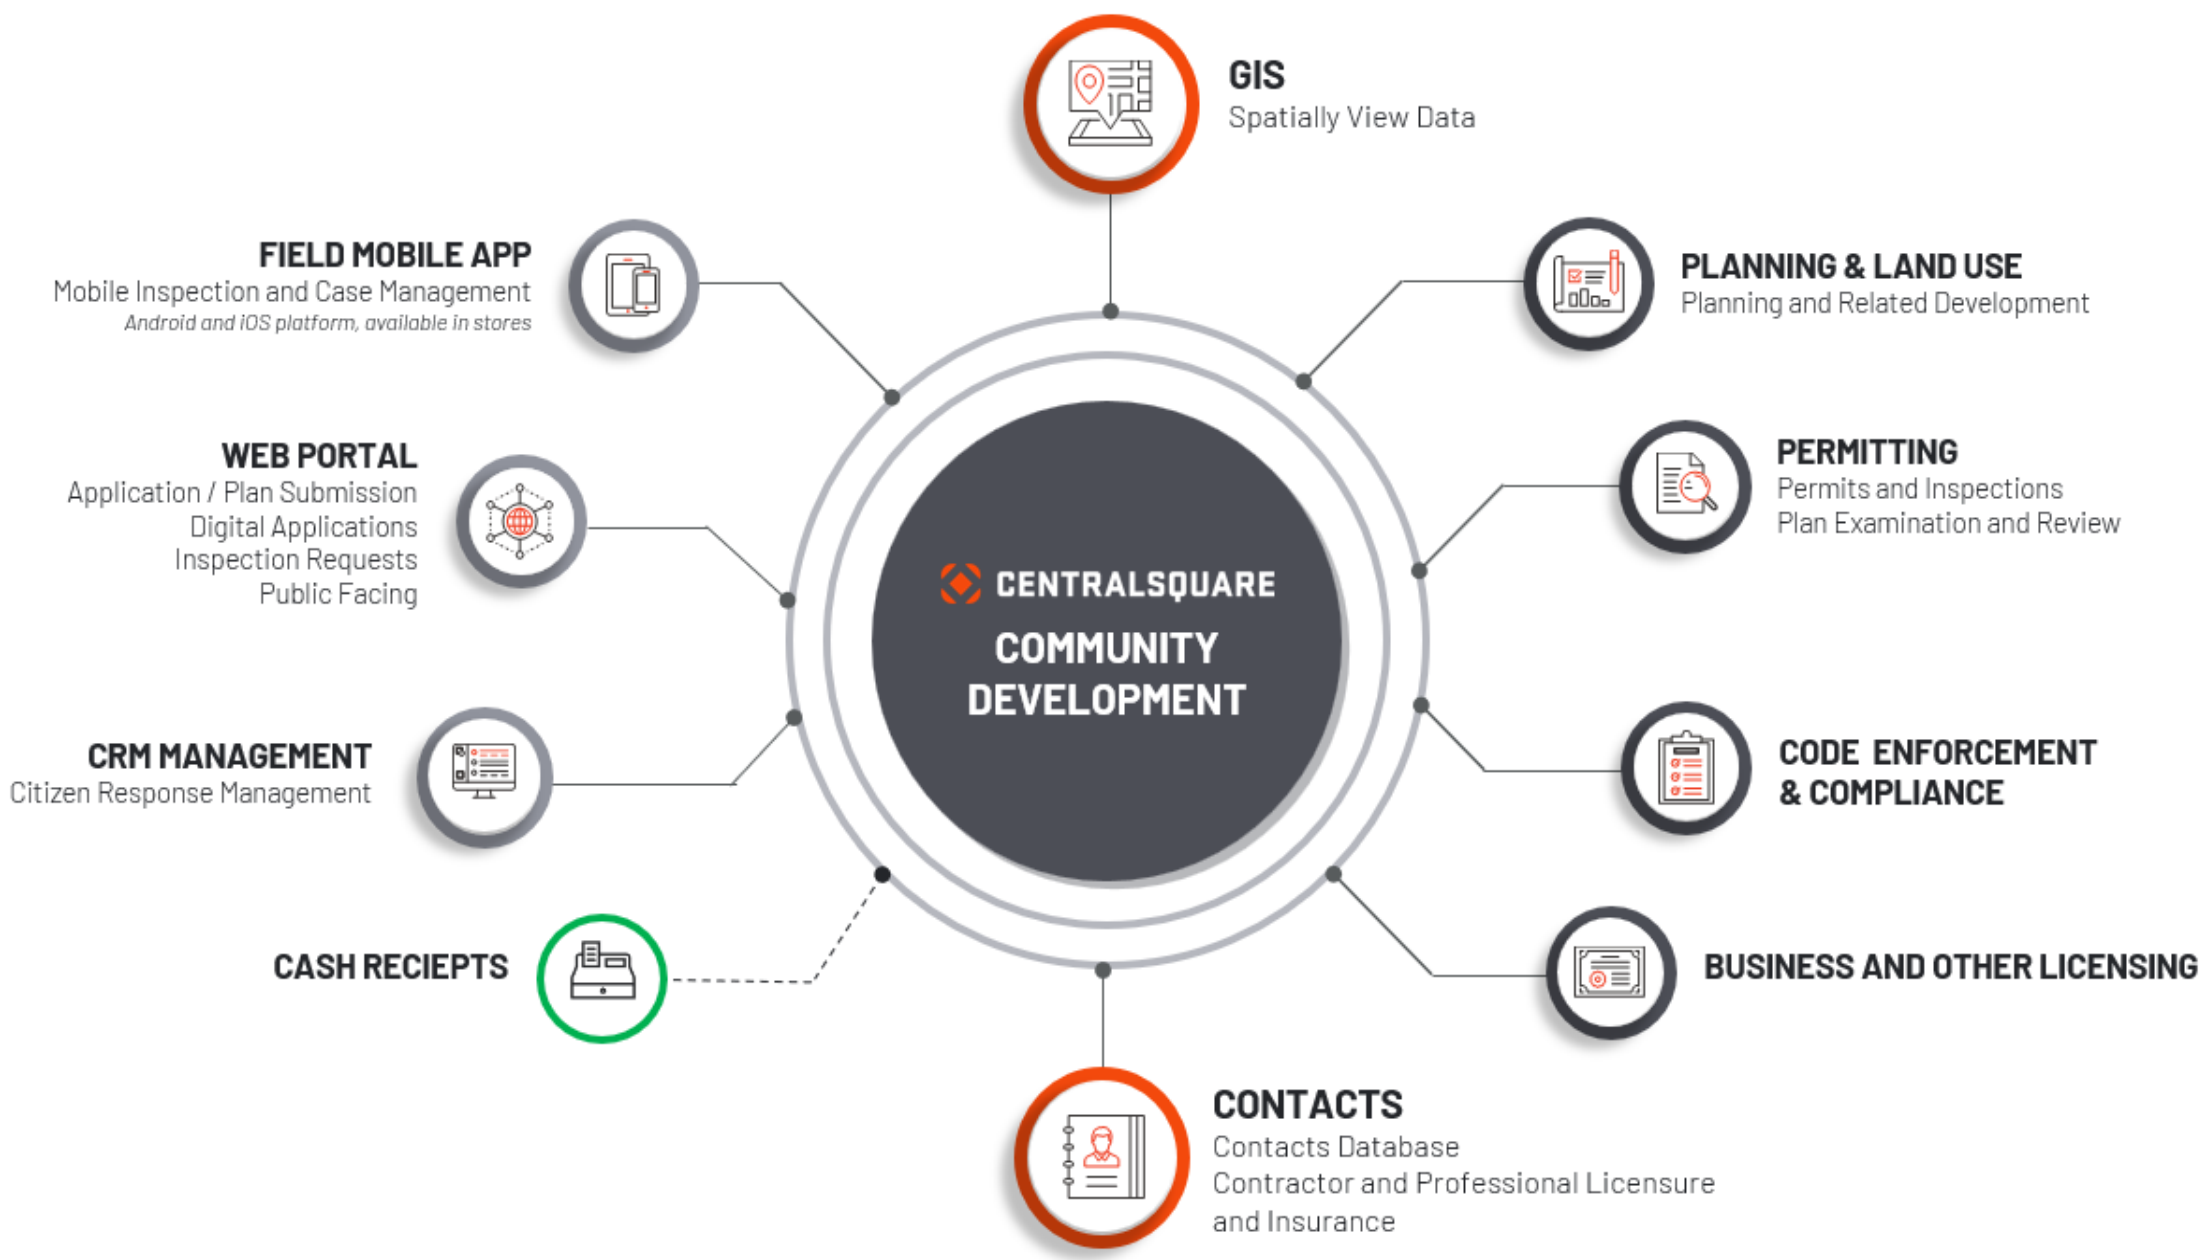 GIS
Spatially View Data
FIELD MOBILE APP
Mobile Inspection and Case Management
Android and iOS platform, available in stores
PLANNING & LAND USE
Planning and Related Development
WEB PORTAL
Application / Plan Submission
Digital Applications
Inspection Requests
Public Facing
PERMITTING
Permits and Inspections
Plan Examination and Review
CENTRALSQUARE
COMMUNITY
DEVELOPMENT
CRM MANAGEMENT
Citizen Response Management
CODE ENFORCEMENT
& COMPLIANCE
CASH RECIEPTS
BUSINESS AND OTHER LICENSING
CONTACTS
Contacts Database
Contractor and Professional Licensure
and Insurance